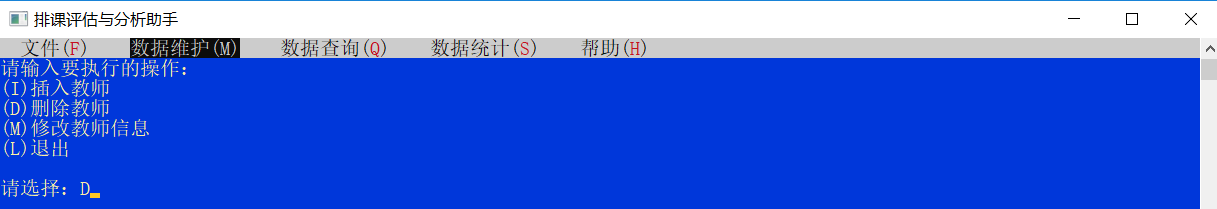 排课评估与分析助手
文件(F) 数据维护(M) 数据查询(Q) 数据统计(S) 帮助(H)
请输入要执行的操作:
(I)插入教师
(D)删除教师
(M)修改教师信息
(L)退出
请选择: D